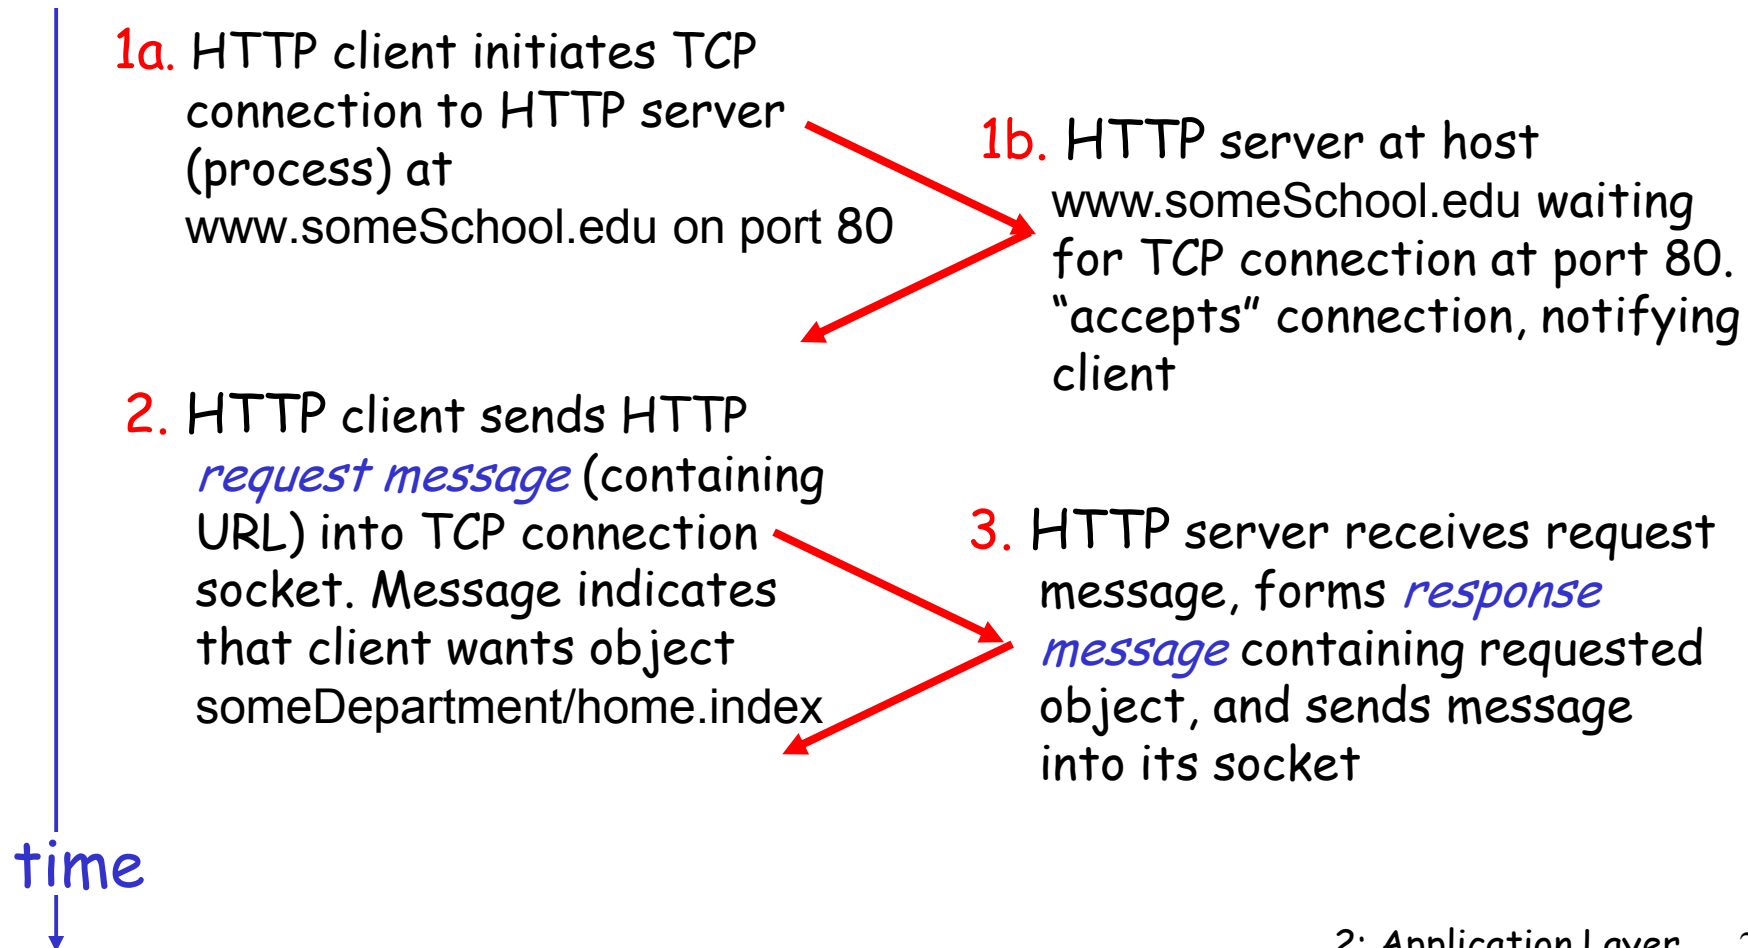 1a. HTTP client initiates TCP
connection to HTTP server
(process) at
www.someSchool.edu on port 80
1b. HTTP server at host
www.someSchool.edu waiting
for TCP connection at port 80.
“accepts” connection, notifying
client
2. HTTP client sends HTTP
request message (containing
URL) into TCP connection
socket. Message indicates
that client wants object
someDepartment/home.index
3. HTTP server receives request
message, forms response
message containing requested
object, and sends message
into its socket
time
2: Application Layer